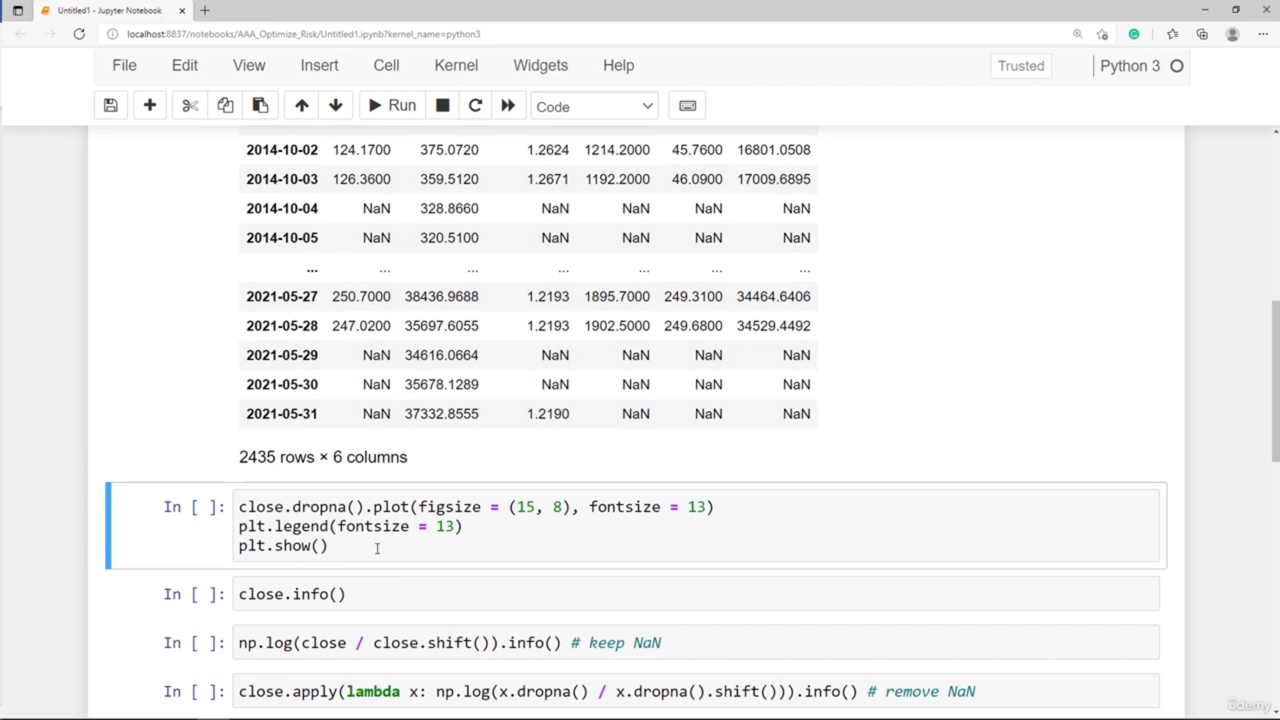 Untitled1 - Jupyter Notebook
localhost:8837/notebooks/AAA_Optimize_Risk/Untitled1.ipynb?kernel_name=python3
File Edit View Insert Cell Kernel Widgets Help Trusted Python 3
Run Code
2014-10-02 124.1700 375.0720 1.2624 1214.2000 45.7600 16801.0508
2014-10-03 126.3600 359.5120 1.2671 1192.2000 46.0900 17009.6895
2014-10-04 NaN 328.8660 NaN NaN NaN NaN
2014-10-05 NaN 320.5100 NaN NaN NaN NaN
... ... ... ... ... ... ...
2021-05-27 250.7000 38436.9688 1.2193 1895.7000 249.3100 34464.6406
2021-05-28 247.0200 35697.6055 1.2193 1902.5000 249.6800 34529.4492
2021-05-29 NaN 34616.0664 NaN NaN NaN NaN
2021-05-30 NaN 35678.1289 NaN NaN NaN NaN
2021-05-31 NaN 37332.8555 1.2190 NaN NaN NaN
2435 rows × 6 columns
In [ ]: close.dropna().plot(figsize = (15, 8), fontsize = 13)
plt.legend(fontsize = 13)
plt.show()
In [ ]: close.info()
In [ ]: np.log(close / close.shift()).info() # keep NaN
In [ ]: close.apply(lambda x: np.log(x.dropna() / x.dropna().shift())).info() # remove NaN
ûdemy